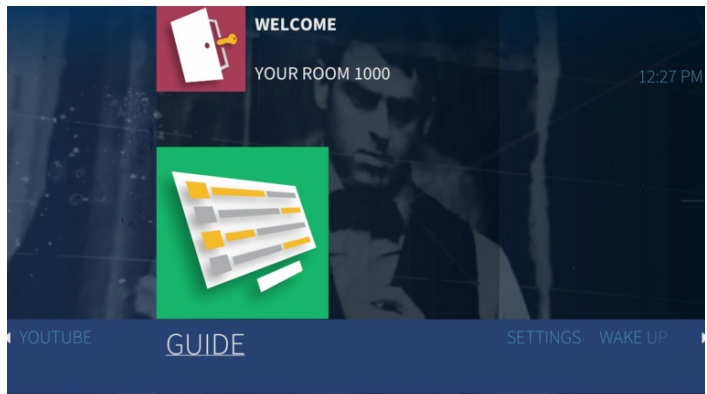 WELCOME
YOUR ROOM 1000
12:27 PM
YOUTUBE
GUIDE
SETTINGS
WAKE UP